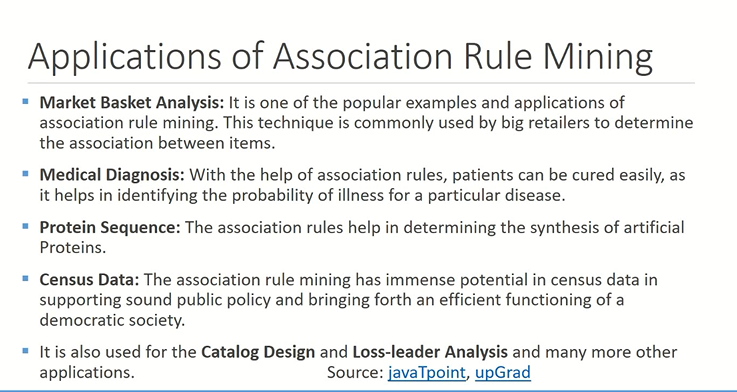 Applications of Association Rule Mining
▪ Market Basket Analysis: It is one of the popular examples and applications of
association rule mining. This technique is commonly used by big retailers to determine
the association between items.
▪ Medical Diagnosis: With the help of association rules, patients can be cured easily, as
it helps in identifying the probability of illness for a particular disease.
▪ Protein Sequence: The association rules help in determining the synthesis of artificial
Proteins.
▪ Census Data: The association rule mining has immense potential in census data in
supporting sound public policy and bringing forth an efficient functioning of a
democratic society.
▪ It is also used for the Catalog Design and Loss-leader Analysis and many more other
applications. Source: javaTpoint, upGrad